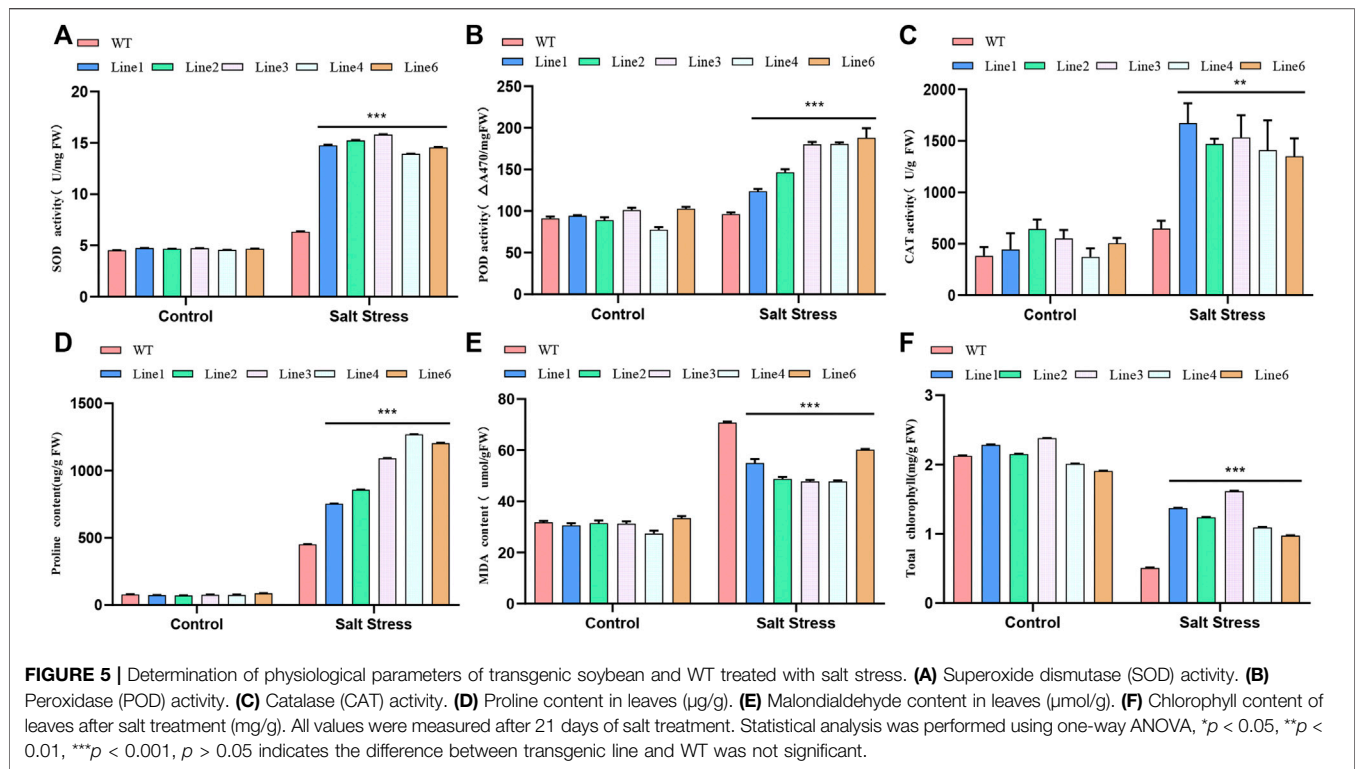 A
WT
Line1 Line2 Line3 Line4 Line6
SOD activity( U/mg FW)
20
15
10
5
0
***
Control Salt Stress
B
WT
Line1 Line2 Line3 Line4 Line6
POD activity( △A470/mgFW)
250
200
150
100
50
0
***
Control Salt Stress
C
WT
Line1 Line2 Line3 Line4 Line6
CAT activity( U/g FW)
2000
1500
1000
500
0
**
Control Salt Stress
D
WT
Line1 Line2 Line3 Line4 Line6
Proline content(ug/g FW)
1500
1000
500
0
***
Control Salt Stress
E
WT
Line1 Line2 Line3 Line4 Line6
MDA content( umol/gFW)
80
60
40
20
0
***
Control Salt Stress
F
WT
Line1 Line2 Line3 Line4 Line6
Total chlorophyll(mg/g FW)
3
2
1
0
***
Control Salt Stress
FIGURE 5 | Determination of physiological parameters of transgenic soybean and WT treated with salt stress. (A) Superoxide dismutase (SOD) activity. (B)
Peroxidase (POD) activity. (C) Catalase (CAT) activity. (D) Proline content in leaves (µg/g). (E) Malondialdehyde content in leaves (µmol/g). (F) Chlorophyll content of
leaves after salt treatment (mg/g). All values were measured after 21 days of salt treatment. Statistical analysis was performed using one-way ANOVA, *p < 0.05, **p <
0.01, ***p < 0.001, p > 0.05 indicates the difference between transgenic line and WT was not significant.